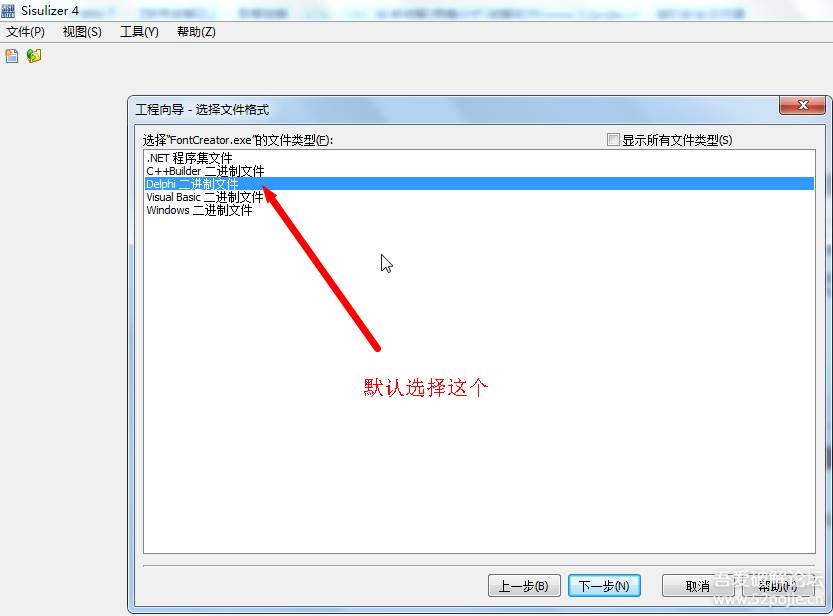 Sisulizer 4
文件(P) 视图(S) 工具(Y) 帮助(Z)
工程向导 - 选择文件格式
选择"FontCreator.exe"的文件类型(F):
显示所有文件类型(S)
.NET 程序集文件
C++Builder 二进制文件
Delphi 二进制文件
Visual Basic 二进制文件
Windows 二进制文件
默认选择这个
上一步(B) 下一步(N) 取消 帮助(H)
吾爱破解论坛
www.52pojie.cn